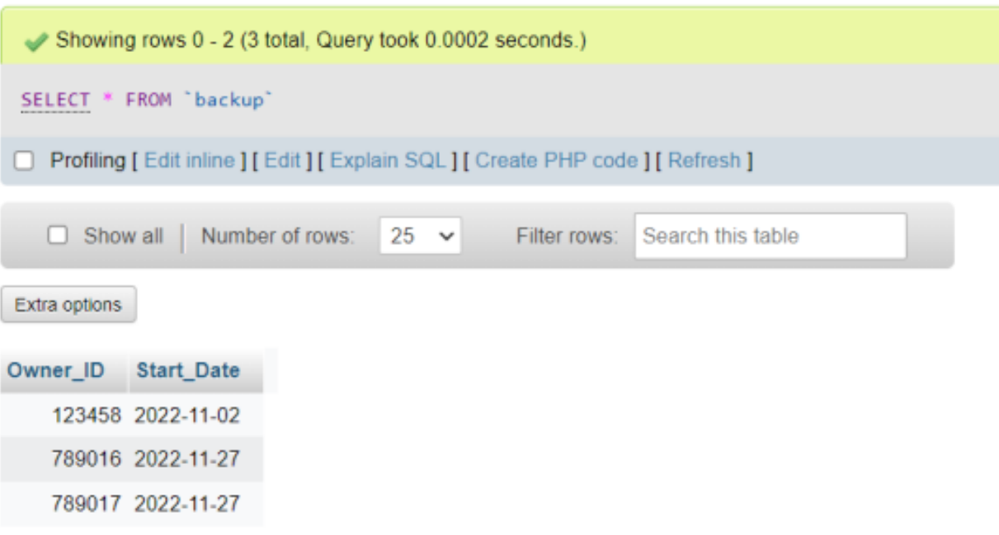 Showing rows 0 - 2 (3 total, Query took 0.0002 seconds.)
SELECT * FROM `backup`
Profiling [ Edit inline ] [ Edit ] [ Explain SQL ] [ Create PHP code ] [ Refresh ]
Show all | Number of rows: 25 Filter rows: Search this table
Extra options
Owner_ID Start_Date
123458 2022-11-02
789016 2022-11-27
789017 2022-11-27